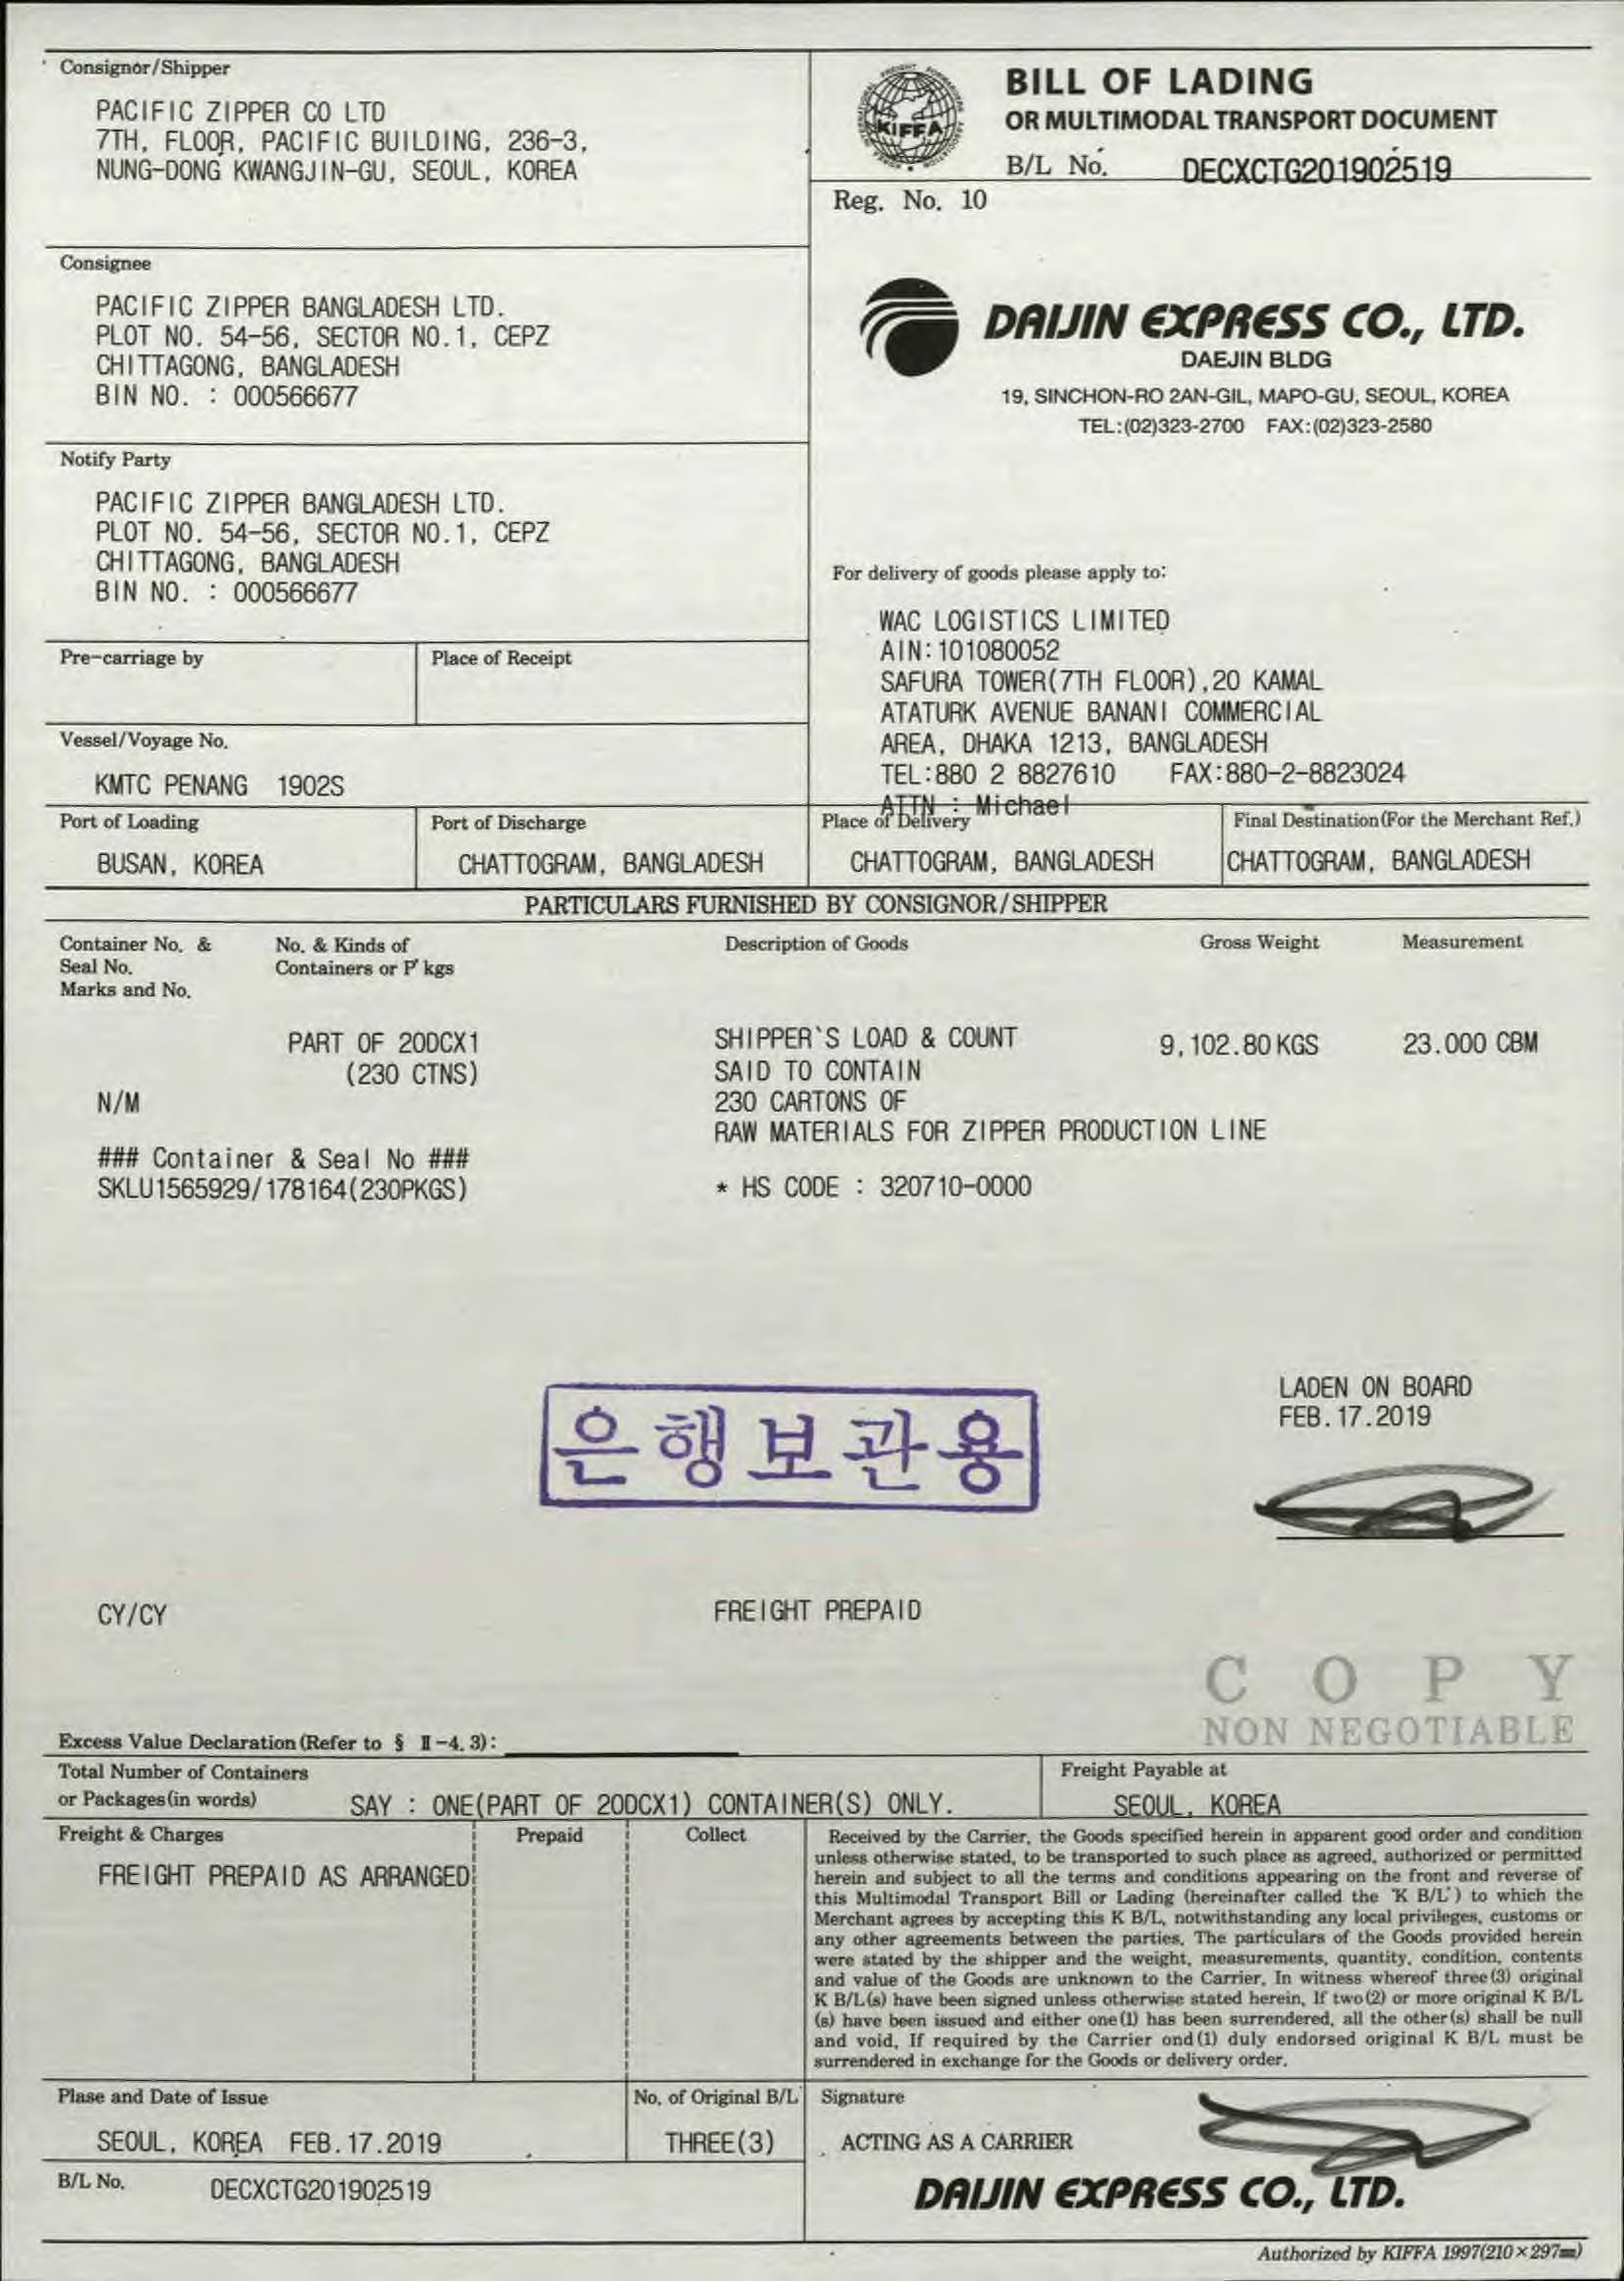 Consignor/Shipper
PACIFIC ZIPPER CO LTD
7TH, FLOOR, PACIFIC BUILDING, 236-3,
NUNG-DONG KWANGJIN-GU, SEOUL, KOREA
KIFFA
BILL OF LADING
OR MULTIMODAL TRANSPORT DOCUMENT
B/L No. DECXCTG201902519
Reg. No. 10
Consignee
PACIFIC ZIPPER BANGLADESH LTD.
PLOT NO. 54-56, SECTOR NO.1, CEPZ
CHITTAGONG, BANGLADESH
BIN NO. : 000566677
DAIJIN EXPRESS CO., LTD.
DAEJIN BLDG
19, SINCHON-RO 2AN-GIL, MAPO-GU, SEOUL, KOREA
TEL:(02)323-2700 FAX:(02)323-2580
Notify Party
PACIFIC ZIPPER BANGLADESH LTD.
PLOT NO. 54-56, SECTOR NO.1, CEPZ
CHITTAGONG, BANGLADESH
BIN NO. : 000566677
For delivery of goods please apply to:
WAC LOGISTICS LIMITED
AIN:101080052
SAFURA TOWER(7TH FLOOR),20 KAMAL
ATATURK AVENUE BANANI COMMERCIAL
AREA, DHAKA 1213, BANGLADESH
TEL:880 2 8827610 FAX:880-2-8823024
ATTN : Michael
Pre-carriage by
Place of Receipt
Vessel/Voyage No.
KMTC PENANG 1902S
Port of Loading
BUSAN, KOREA
Port of Discharge
CHATTOGRAM, BANGLADESH
Place of Delivery
CHATTOGRAM, BANGLADESH
Final Destination(For the Merchant Ref.)
CHATTOGRAM, BANGLADESH
PARTICULARS FURNISHED BY CONSIGNOR/SHIPPER
Container No. &
Seal No.
Marks and No.
No. & Kinds of
Containers or P'kgs
Description of Goods
Gross Weight
Measurement
PART OF 20DCX1
(230 CTNS)
SHIPPER`S LOAD & COUNT
SAID TO CONTAIN
230 CARTONS OF
RAW MATERIALS FOR ZIPPER PRODUCTION LINE
9,102.80 KGS
23.000 CBM
N/M
### Container & Seal No ###
SKLU1565929/178164(230PKGS)
* HS CODE : 320710-0000
LADEN ON BOARD
FEB.17.2019
은행보관용
CY/CY
FREIGHT PREPAID
COPY
NON NEGOTIABLE
Excess Value Declaration(Refer to § Ⅱ-4.3):
Total Number of Containers
or Packages(in words) SAY : ONE(PART OF 20DCX1) CONTAINER(S) ONLY.
Freight Payable at
SEOUL, KOREA
Freight & Charges
Prepaid
Collect
FREIGHT PREPAID AS ARRANGED
Received by the Carrier, the Goods specified herein in apparent good order and condition
unless otherwise stated, to be transported to such place as agreed, authorized or permitted
herein and subject to all the terms and conditions appearing on the front and reverse of
this Multimodal Transport Bill or Lading (hereinafter called the 'K B/L') to which the
Merchant agrees by accepting this K B/L, notwithstanding any local privileges, customs or
any other agreements between the parties. The particulars of the Goods provided herein
were stated by the shipper and the weight, measurements, quantity, condition, contents
and value of the Goods are unknown to the Carrier. In witness whereof three(3) original
K B/L(s) have been signed unless otherwise stated herein. If two(2) or more original K B/L
(s) have been issued and either one(1) has been surrendered, all the other(s) shall be null
and void. If required by the Carrier ond(1) duly endorsed original K B/L must be
surrendered in exchange for the Goods or delivery order.
Plase and Date of Issue
SEOUL, KOREA FEB.17.2019
No. of Original B/L
THREE(3)
Signature
ACTING AS A CARRIER
DAIJIN EXPRESS CO., LTD.
B/L No. DECXCTG201902519
Authorized by KIFFA 1997(210×297㎜)